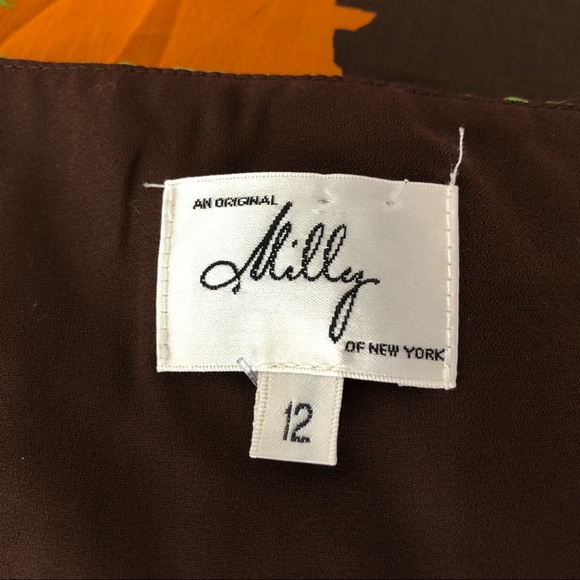 AN ORIGINAL
Milly
OF NEW YORK
12